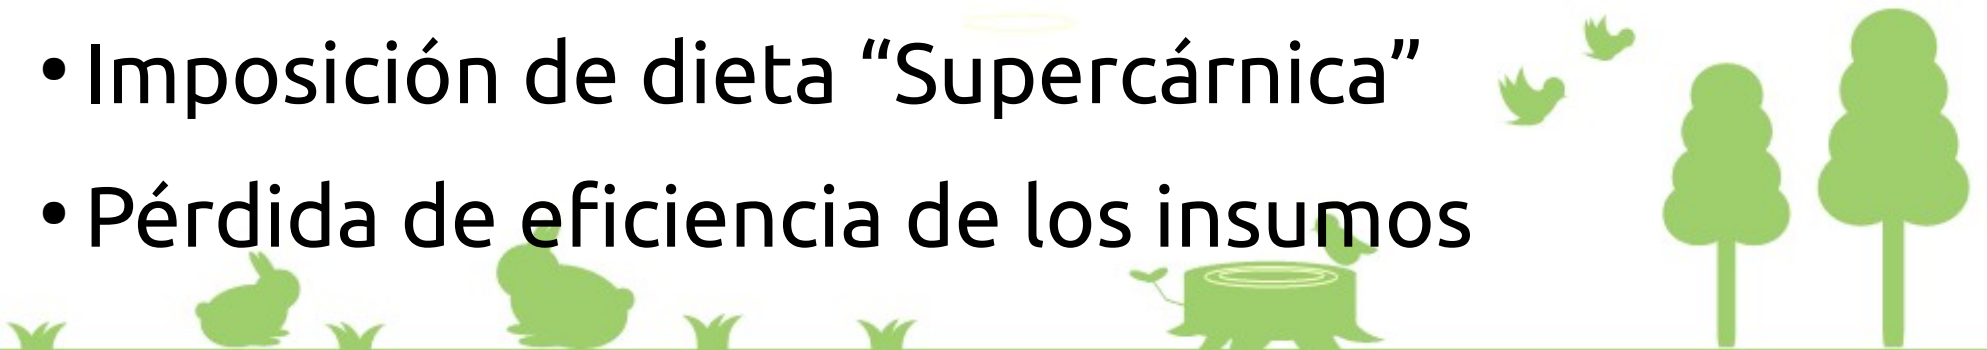 • Imposición de dieta “Supercárnica”
• Pérdida de eficiencia de los insumos